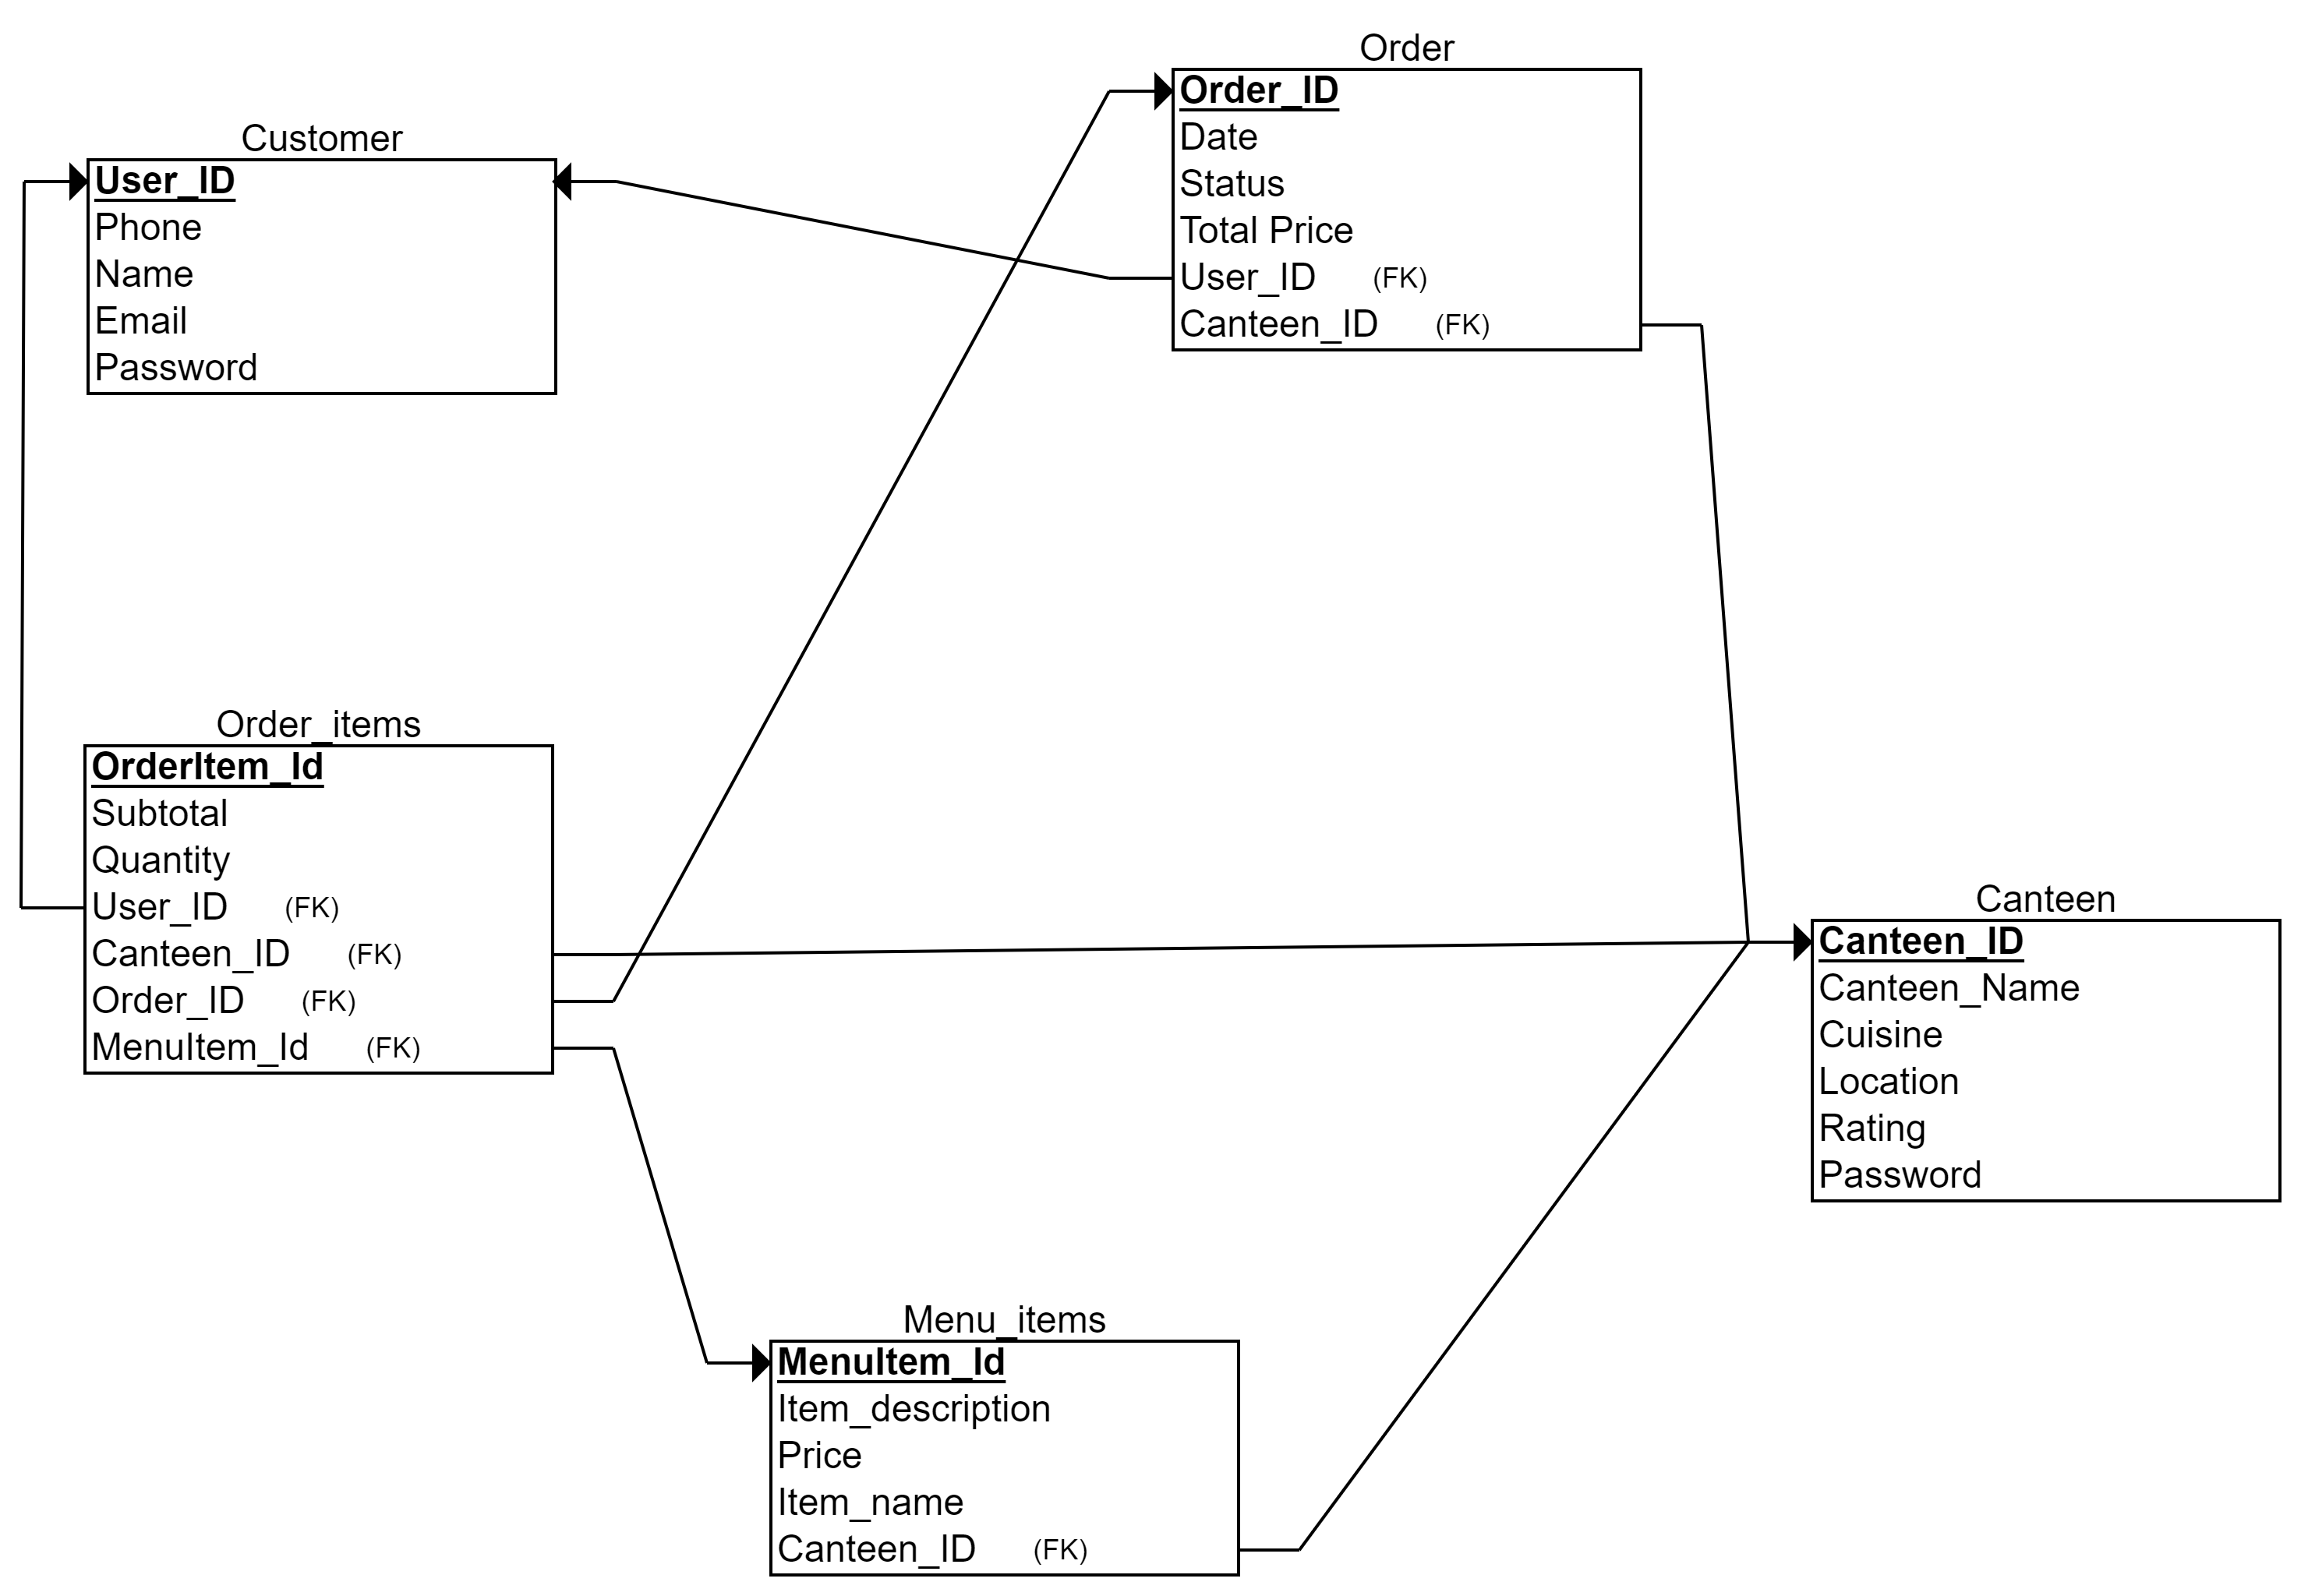 Order
Order_ID
Date
Status
Total Price
User_ID (FK)
Canteen_ID (FK)
Customer
User_ID
Phone
Name
Email
Password
Order_items
OrderItem_Id
Subtotal
Quantity
User_ID (FK)
Canteen_ID (FK)
Order_ID (FK)
MenuItem_Id (FK)
Canteen
Canteen_ID
Canteen_Name
Cuisine
Location
Rating
Password
Menu_items
MenuItem_Id
Item_description
Price
Item_name
Canteen_ID (FK)